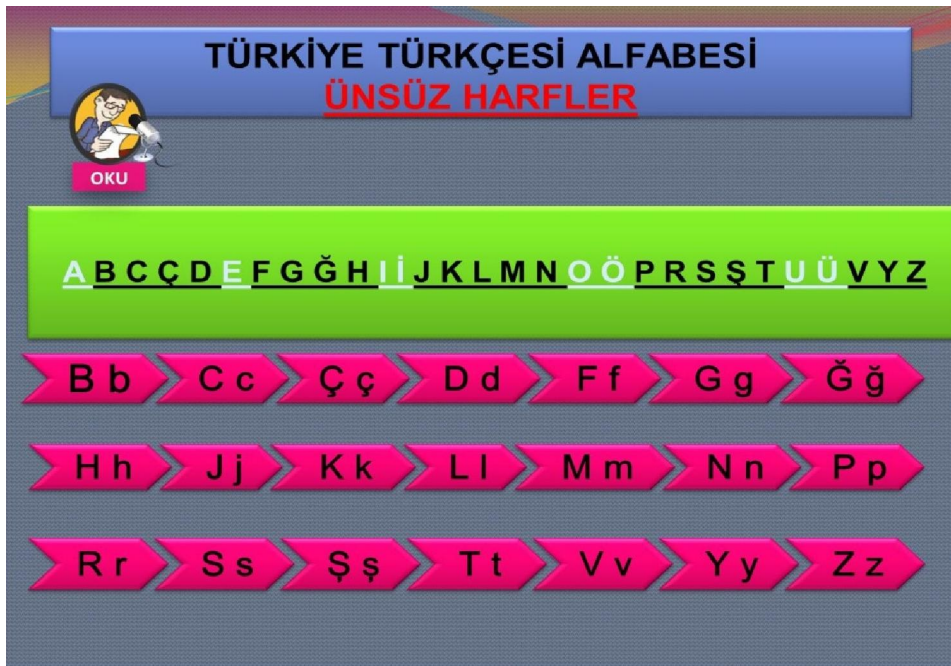 TÜRKİYE TÜRKÇESİ ALFABESİ
ÜNSÜZ HARFLER
OKU
A B C Ç D E F G Ğ H I İ J K L M N O Ö P R S Ş T U Ü V Y Z
B b C c Ç ç D d F f G g Ğ ğ
H h J j K k L l M m N n P p
R r S s Ş ş T t V v Y y Z z